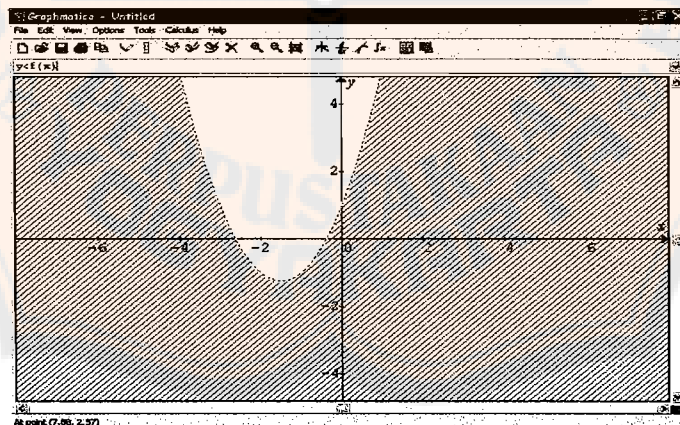 Graphmatica - Untitled
File Edit View Options Tools Calculus Help
y<f(x)
y
4
2
x
-6 -4 -2 0 2 4 6
-2
-4
At point (7.88, 2.57)